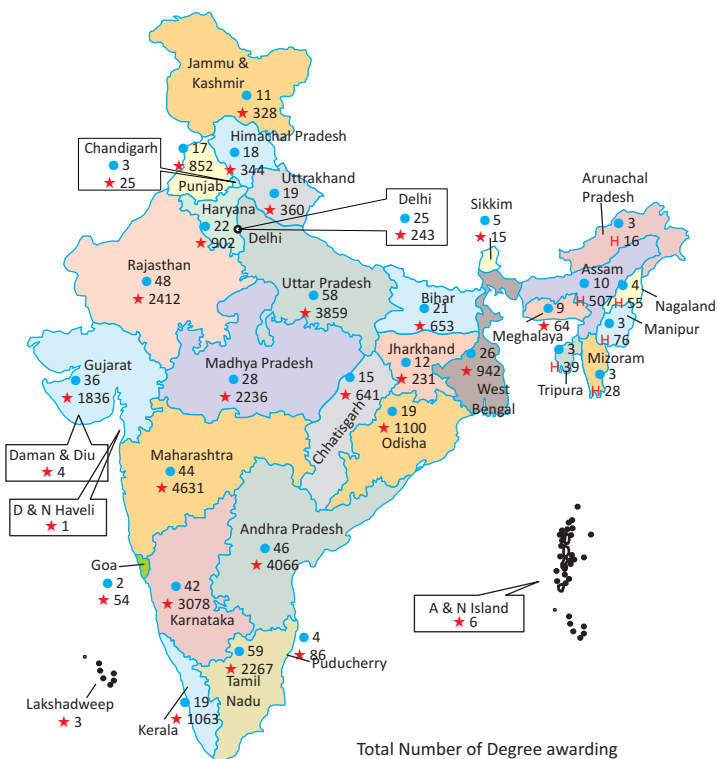 Jammu &
Kashmir
11
328
Chandigarh
3
25
17
852
Punjab
Himachal Pradesh
18
344
Uttrakhand
19
360
Haryana
22
902
Delhi
Delhi
25
243
Sikkim
5
15
Arunachal
Pradesh
3
H 16
Assam
10
H 507
4
H 55
Nagaland
9
64
Meghalaya
3
H 76
Manipur
3
H 39
Tripura
Mizoram
3
H 28
Rajasthan
48
2412
Uttar Pradesh
58
3859
Bihar
21
653
Gujarat
36
1836
Madhya Pradesh
28
2236
Jharkhand
12
231
26
942
West
Bengal
15
641
Chhatisgarh
19
1100
Odisha
Daman & Diu
4
D & N Haveli
1
Maharashtra
44
4631
Andhra Pradesh
46
4066
Goa
2
54
42
3078
Karnataka
A & N Island
6
4
86
Puducherry
59
2267
Tamil
Nadu
Lakshadweep
3
19
1063
Kerala
Total Number of Degree awarding